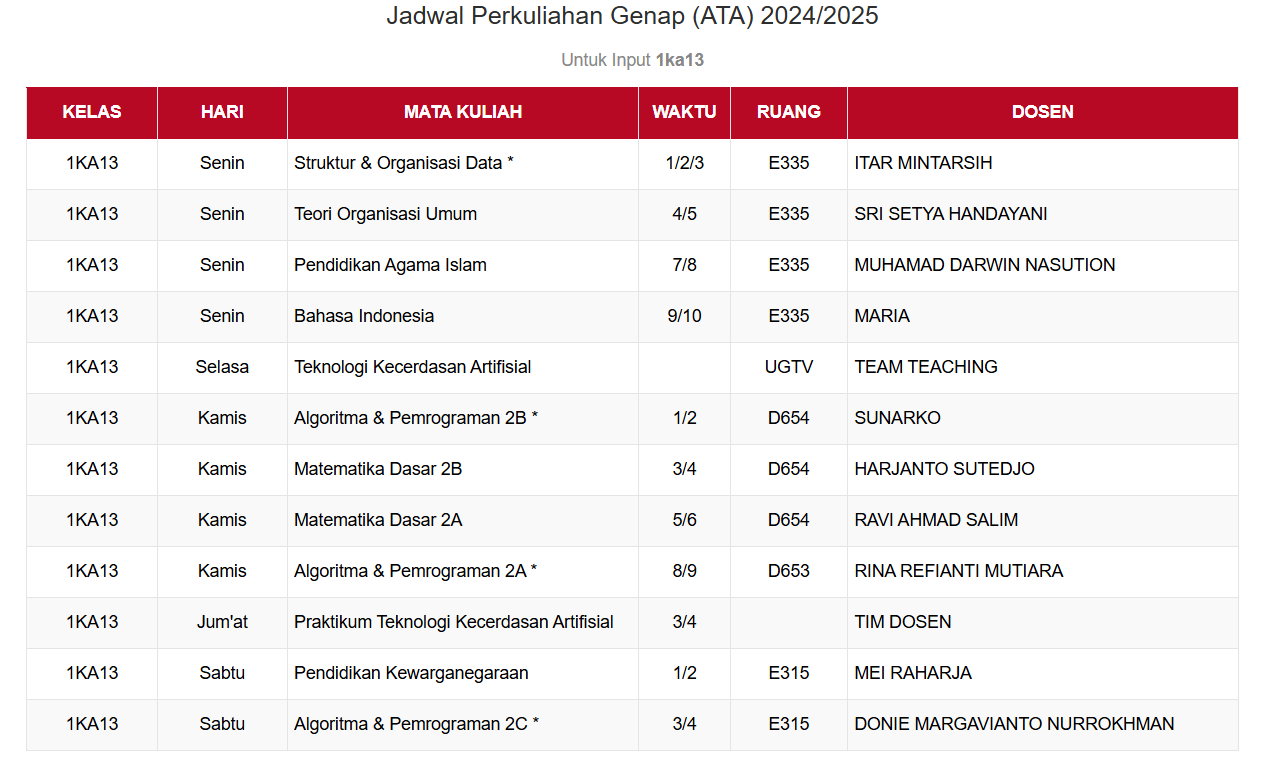 Jadwal Perkuliahan Genap (ATA) 2024/2025
Untuk Input 1ka13
KELAS HARI MATA KULIAH WAKTU RUANG DOSEN
1KA13 Senin Struktur & Organisasi Data * 1/2/3 E335 ITAR MINTARSIH
1KA13 Senin Teori Organisasi Umum 4/5 E335 SRI SETYA HANDAYANI
1KA13 Senin Pendidikan Agama Islam 7/8 E335 MUHAMAD DARWIN NASUTION
1KA13 Senin Bahasa Indonesia 9/10 E335 MARIA
1KA13 Selasa Teknologi Kecerdasan Artifisial UGTV TEAM TEACHING
1KA13 Kamis Algoritma & Pemrograman 2B * 1/2 D654 SUNARKO
1KA13 Kamis Matematika Dasar 2B 3/4 D654 HARJANTO SUTEDJO
1KA13 Kamis Matematika Dasar 2A 5/6 D654 RAVI AHMAD SALIM
1KA13 Kamis Algoritma & Pemrograman 2A * 8/9 D653 RINA REFIANTI MUTIARA
1KA13 Jum'at Praktikum Teknologi Kecerdasan Artifisial 3/4 TIM DOSEN
1KA13 Sabtu Pendidikan Kewarganegaraan 1/2 E315 MEI RAHARJA
1KA13 Sabtu Algoritma & Pemrograman 2C * 3/4 E315 DONIE MARGAVIANTO NURROKHMAN